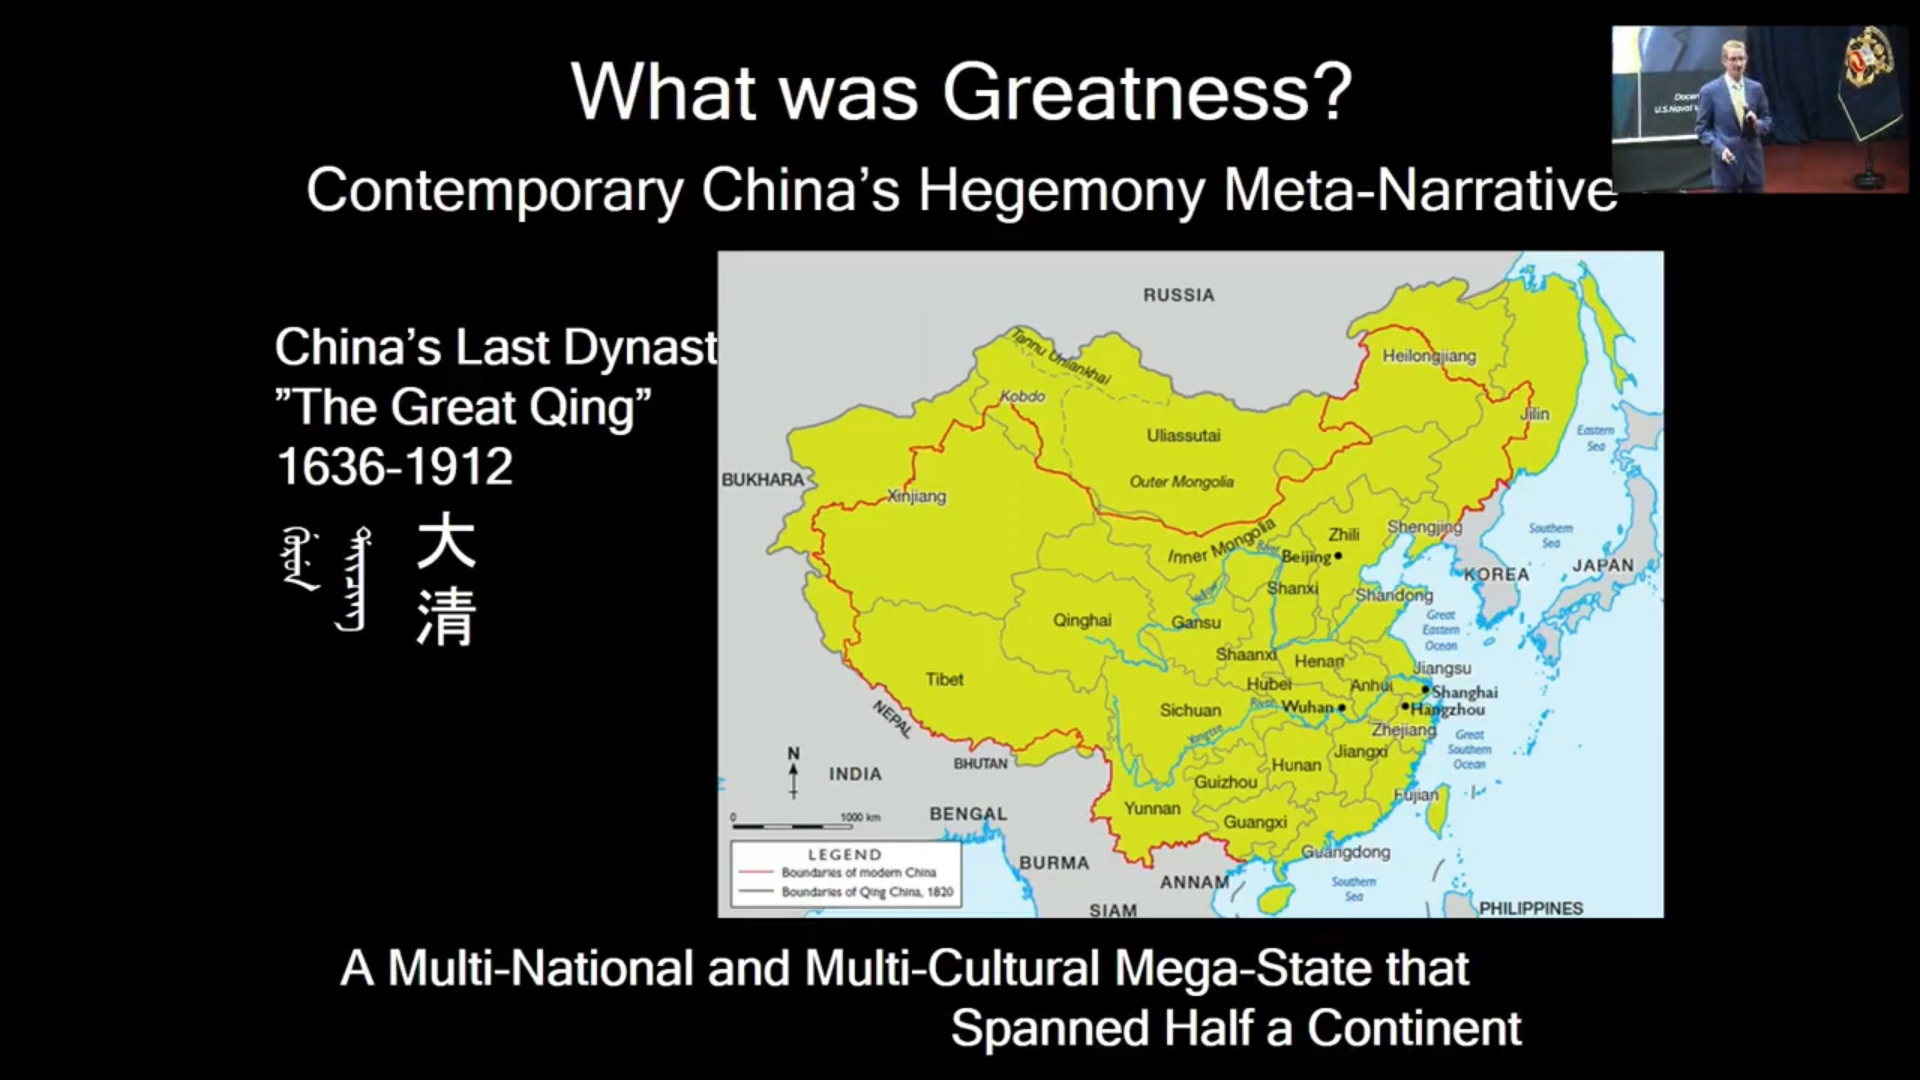 What was Greatness?
Contemporary China's Hegemony Meta-Narrative
Docen
U.S.Naval
China's Last Dynast
”The Great Qing”
1636-1912
大
清
RUSSIA
Tannu Uriankhai
Kobdo
Heilongjiang
Jilin
Uliassutai
Eastern
Sea
BUKHARA
Outer Mongolia
Xinjiang
Inner Mongolia
Zhili
Shengjing
Southern
Sea
Beijing
KOREA
JAPAN
Shanxi
Shandong
Qinghai
Gansu
Great
Eastern
Ocean
Shaanxi
Henan
Jiangsu
Tibet
Hubei
Anhui
Shanghai
Sichuan
River
Wuhan
Hangzhou
Yangtze
Zhejiang
Great
Southern
Ocean
NEPAL
N
INDIA
BHUTAN
Jiangxi
Hunan
Guizhou
Fujian
Yunnan
BENGAL
Guangxi
0
1000 km
Guangdong
LEGEND
Boundaries of modern China
Boundaries of Qing China, 1820
BURMA
ANNAM
Southern
Sea
SIAM
PHILIPPINES
A Multi-National and Multi-Cultural Mega-State that
Spanned Half a Continent